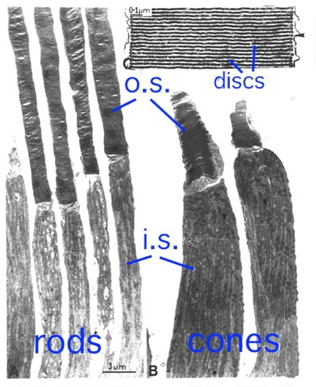 0·1µm
C
discs
o.s.
i.s.
rods
cones
3µm
B